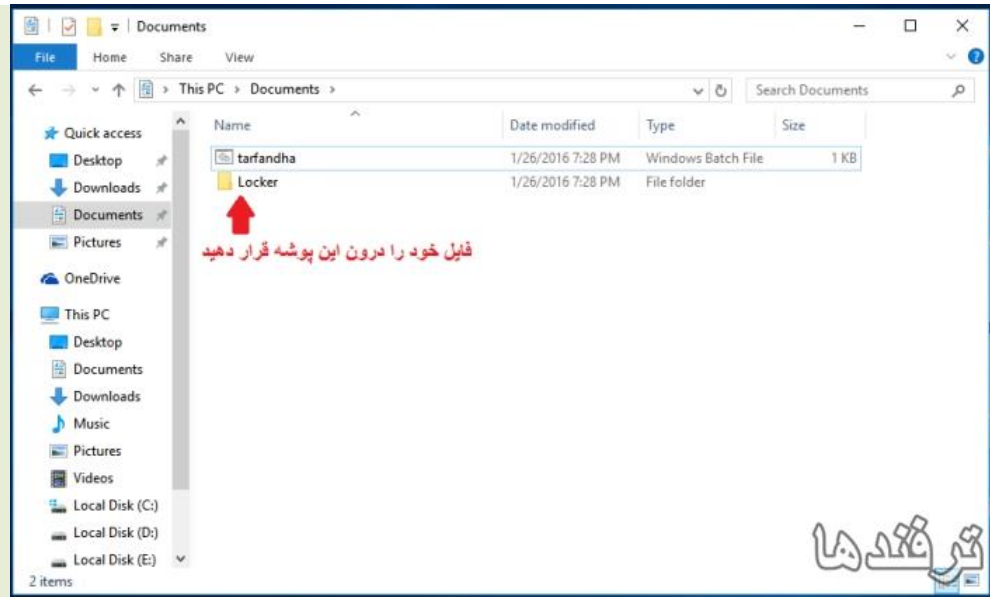 Documents
File Home Share View
This PC > Documents >
Search Documents
Name Date modified Type Size
Quick access
Desktop
Downloads
Documents
Pictures
OneDrive
This PC
Desktop
Documents
Downloads
Music
Pictures
Videos
Local Disk (C:)
Local Disk (D:)
Local Disk (E:)
tarfandha 1/26/2016 7:28 PM Windows Batch File 1 KB
Locker 1/26/2016 7:28 PM File folder
فایل خود را درون این پوشه قرار دهید
2 items
ترفندها